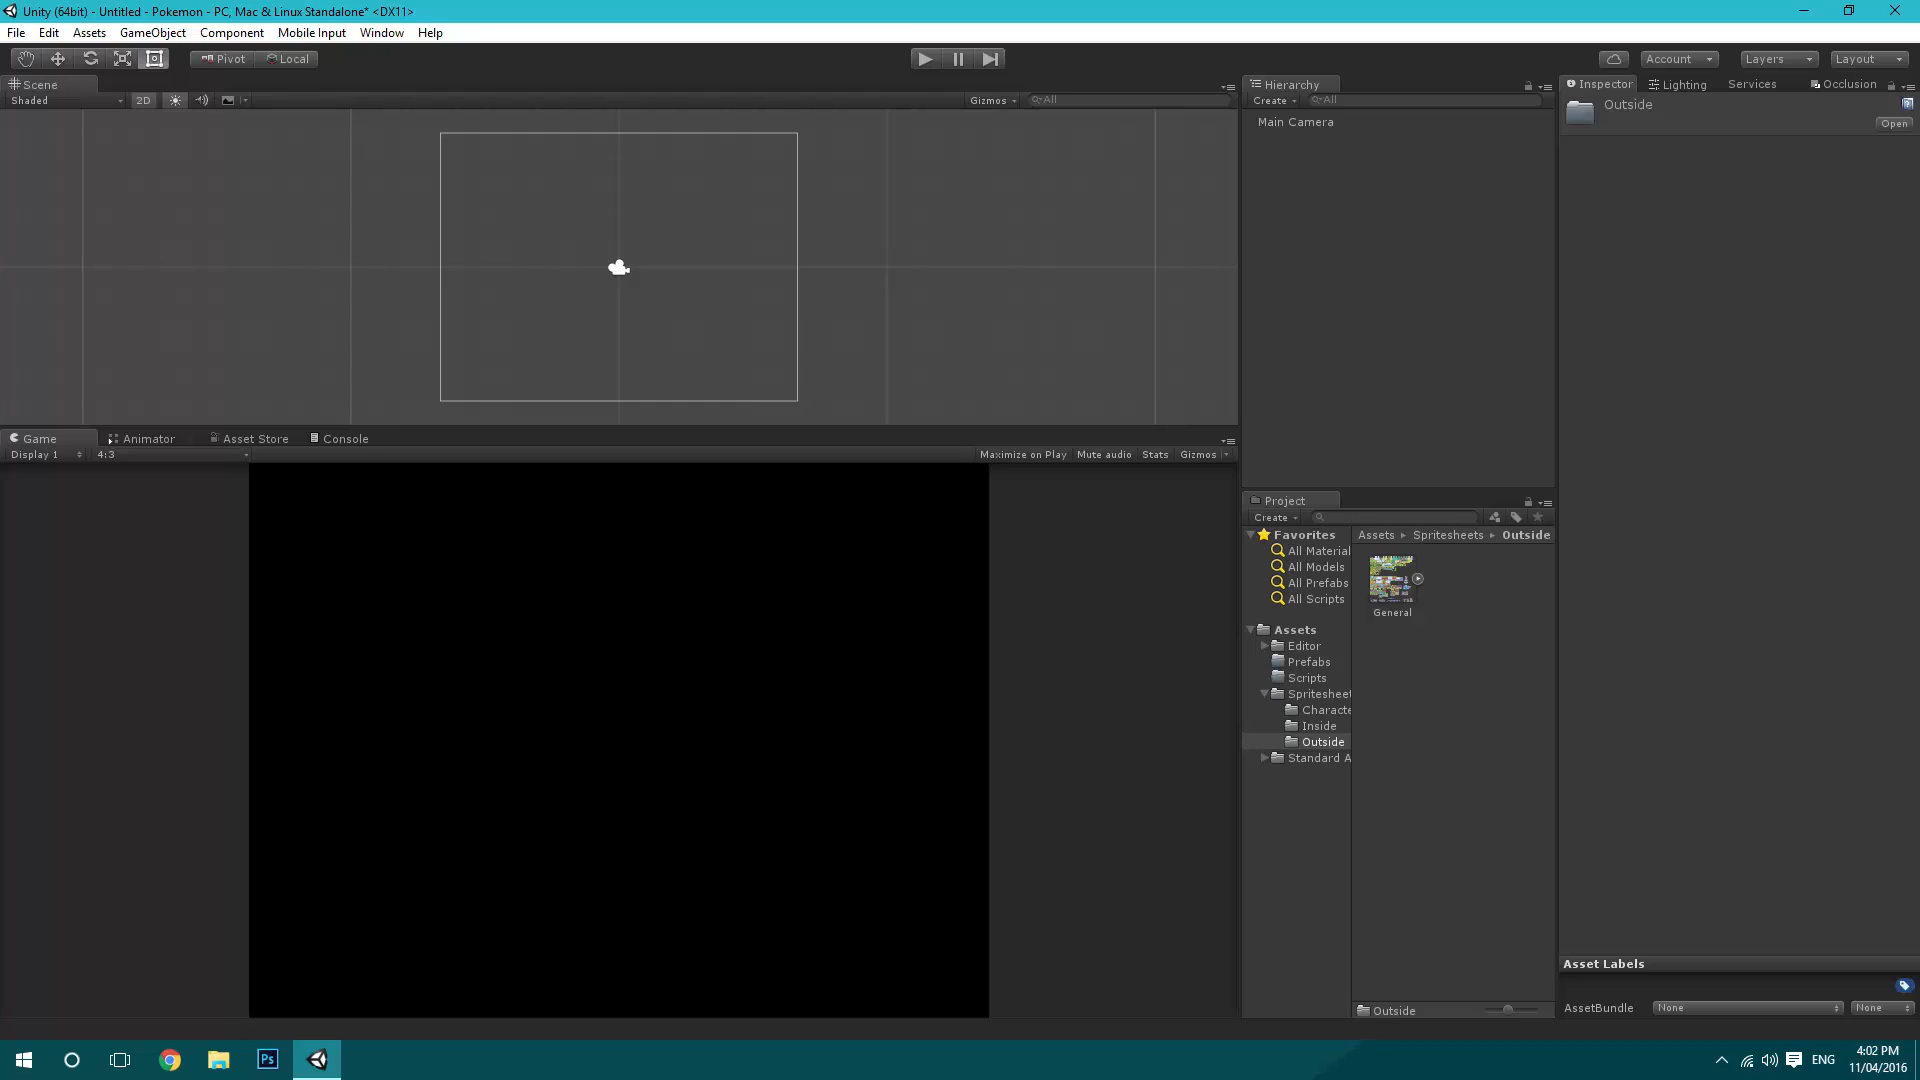 Unity (64bit) - Untitled - Pokemon - PC, Mac & Linux Standalone* <DX11>
File Edit Assets GameObject Component Mobile Input Window Help
Pivot Local
Account Layers Layout
Scene
Shaded 2D Gizmos All
Hierarchy
Create All
Main Camera
Inspector Lighting Services Occlusion
Outside
Open
Game Animator Asset Store Console
Display 1 4:3 Maximize on Play Mute audio Stats Gizmos
Project
Create
Favorites
All Material
All Models
All Prefabs
All Scripts
Assets
Editor
Prefabs
Scripts
Spritesheet
Characte
Inside
Outside
Standard A
Assets Spritesheets Outside
General
Outside
Asset Labels
AssetBundle None None
Ps
ENG
4:02 PM
11/04/2016